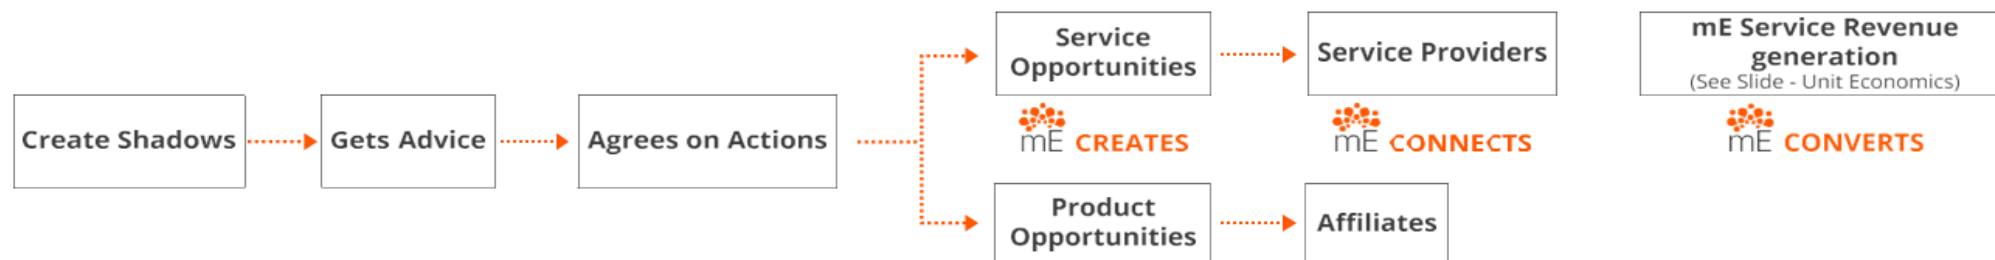 Create Shadows
Gets Advice
Agrees on Actions
Service
Opportunities
Service Providers
mE Service Revenue
generation
(See Slide - Unit Economics)
mE CREATES
mE CONNECTS
mE CONVERTS
Product
Opportunities
Affiliates